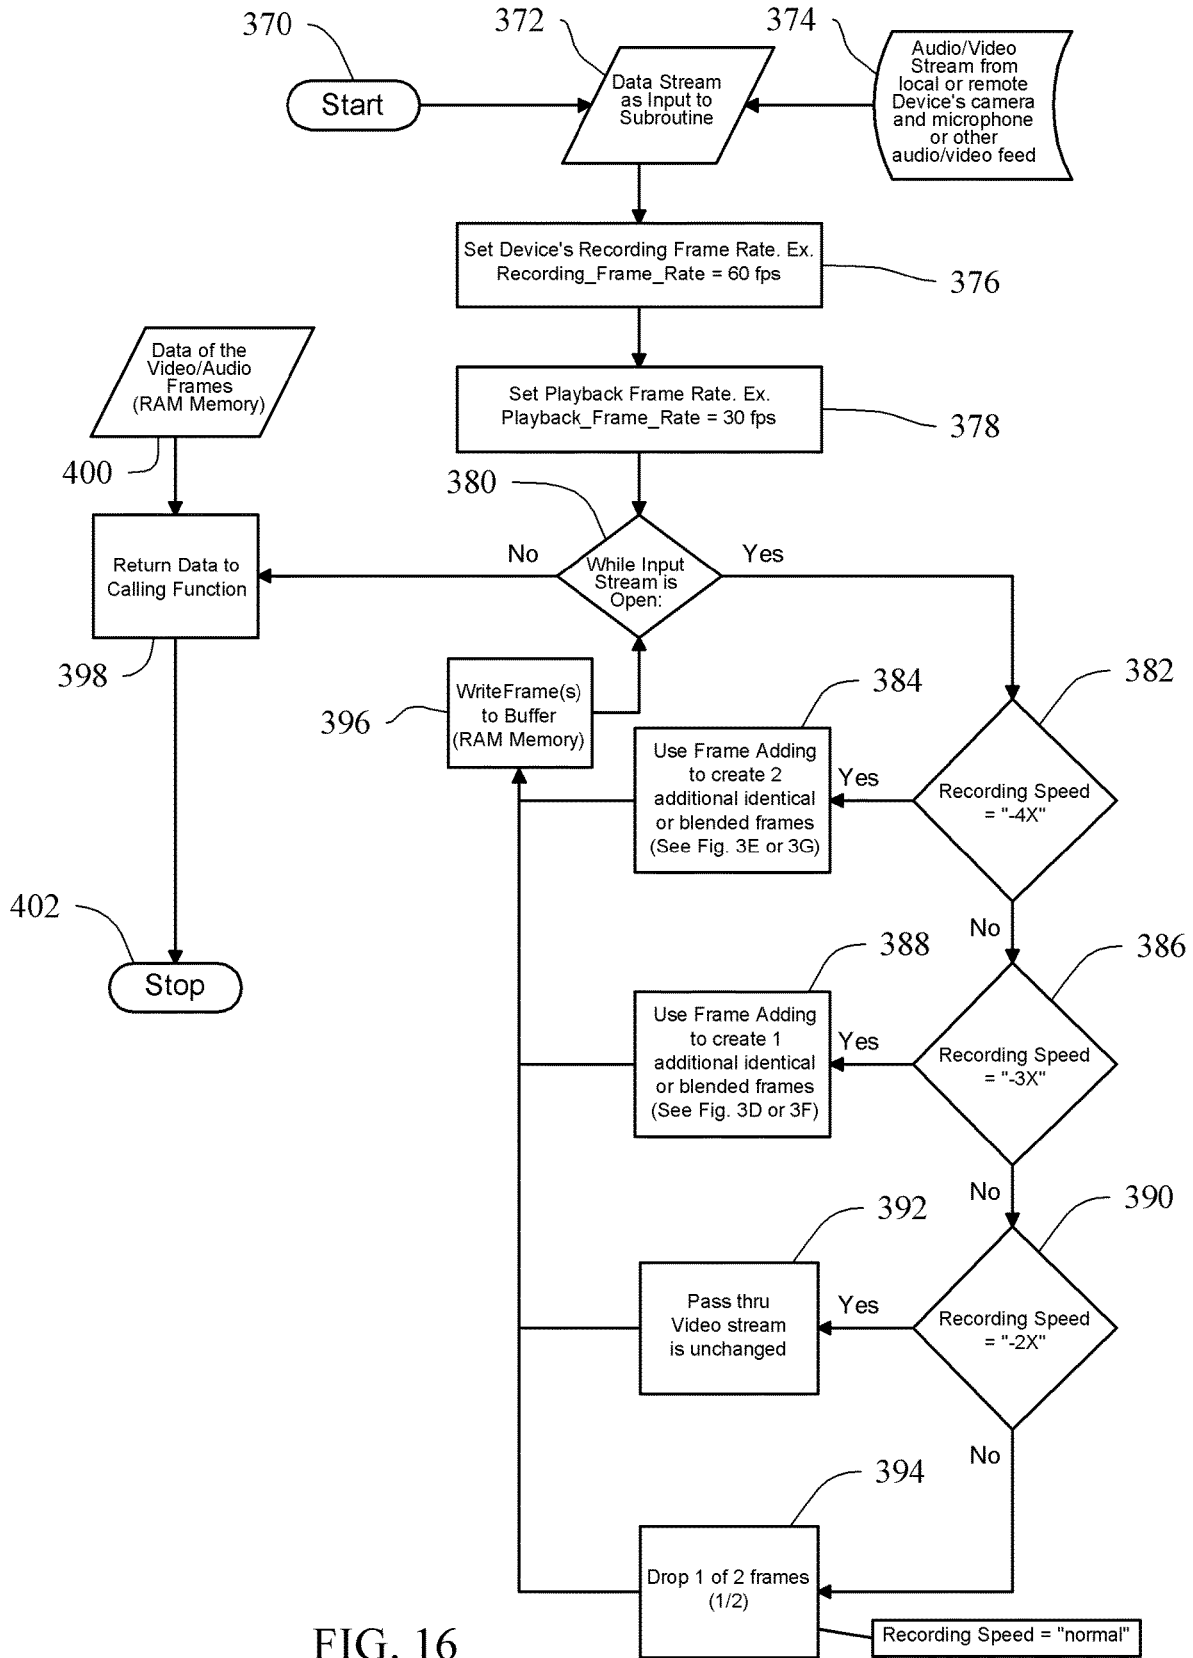 370
372
374
Start
Data Stream
as Input to
Subroutine
Audio/Video
Stream from
local or remote
Device's camera
and microphone
or other
audio/video feed
Set Device's Recording Frame Rate. Ex.
Recording_Frame_Rate = 60 fps
376
Data of the
Video/Audio
Frames
(RAM Memory)
400
Set Playback Frame Rate. Ex.
Playback_Frame_Rate = 30 fps
378
380
No
Yes
While Input
Stream is
Open:
Return Data to
Calling Function
398
WriteFrame(s)
to Buffer
(RAM Memory)
396
384
382
Use Frame Adding
to create 2
additional identical
or blended frames
(See Fig. 3E or 3G)
Yes
Recording Speed
= "-4X"
No
402
Stop
388
386
Use Frame Adding
to create 1
additional identical
or blended frames
(See Fig. 3D or 3F)
Yes
Recording Speed
= "-3X"
No
392
390
Pass thru
Video stream
is unchanged
Yes
Recording Speed
= "-2X"
No
394
Drop 1 of 2 frames
(1/2)
Recording Speed = "normal"
FIG. 16